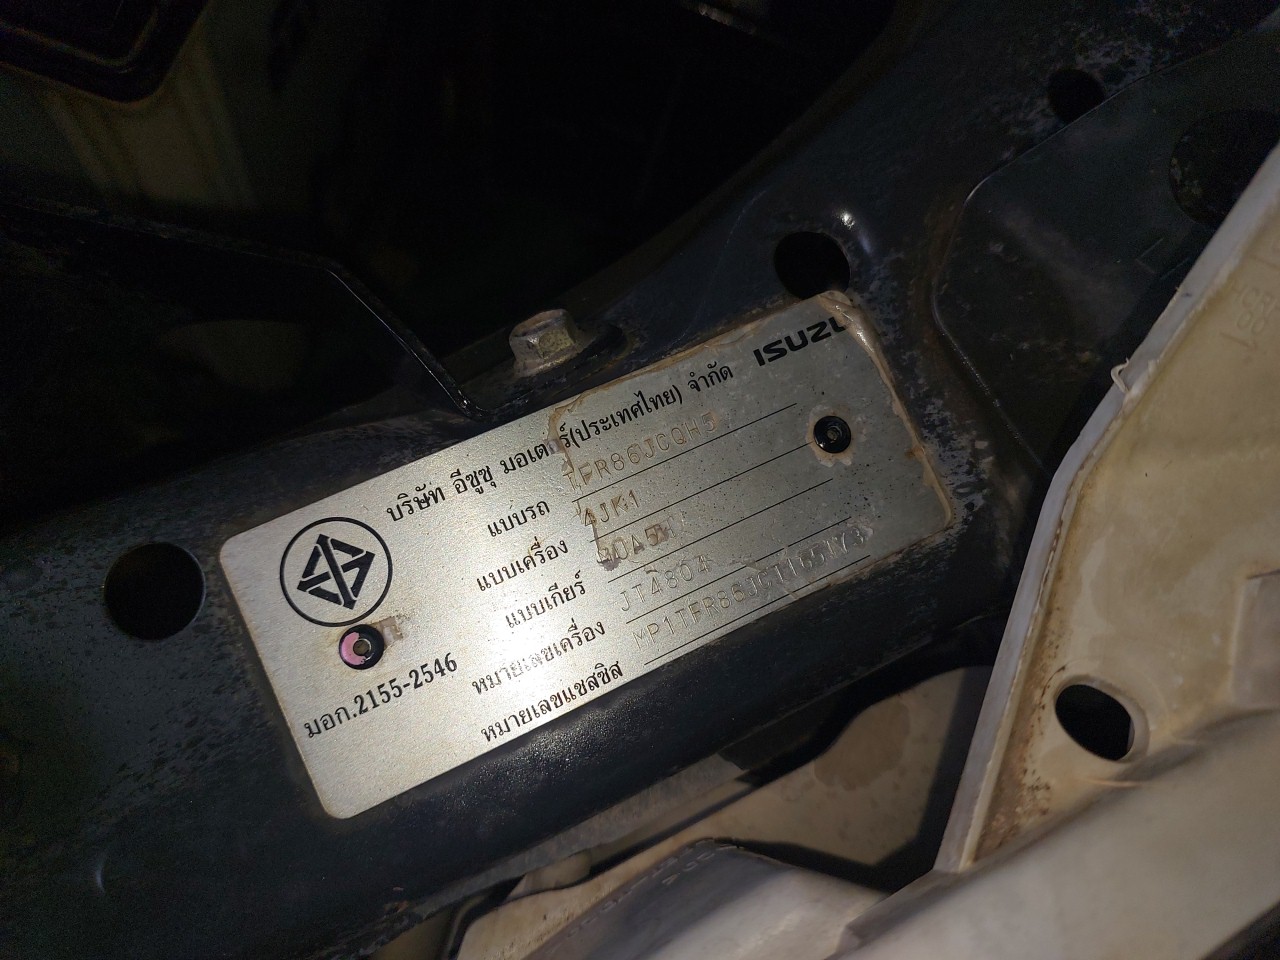 บริษัท อีซูซุ มอเตอร์(ประเทศไทย) จำกัด ISUZU
แบบรถ TFR86JCQH5
แบบเครื่อง 4JK1
แบบเกียร์
หมายเลขเครื่อง JT4804
หมายเลขแชสซิส
มอก.2155-2546